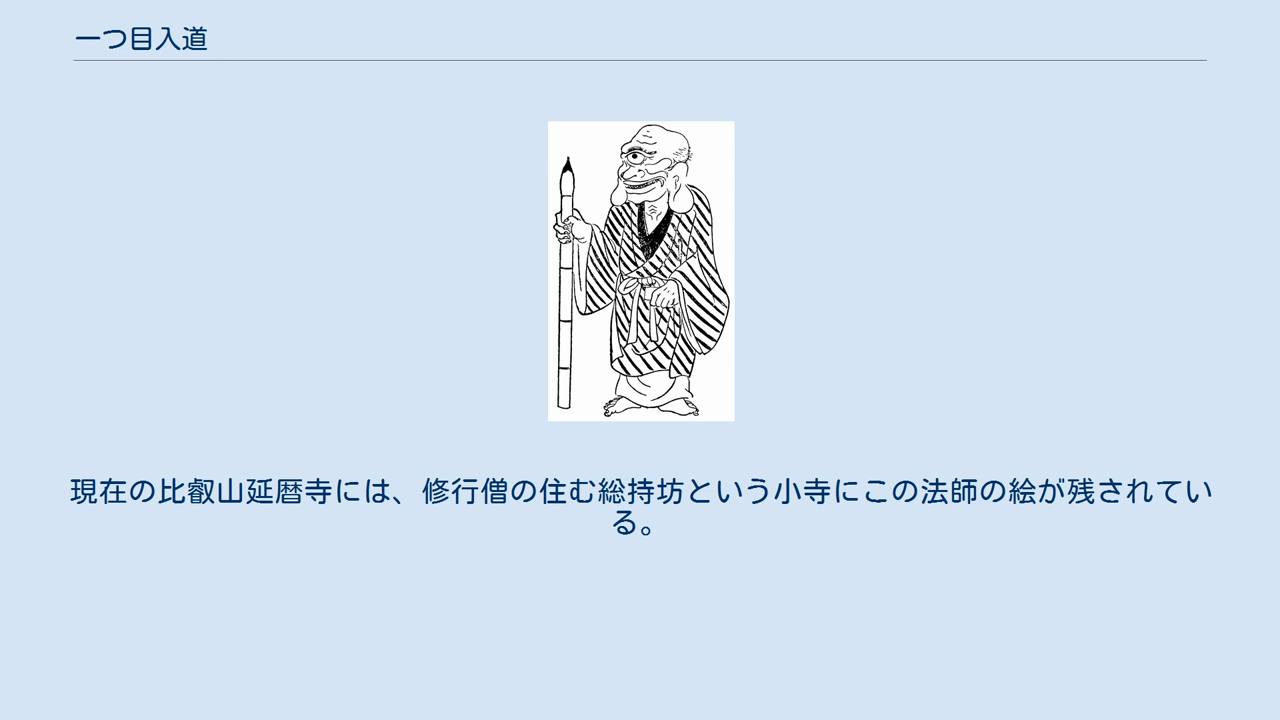 一つ目入道
現在の比叡山延暦寺には、修行僧の住む総持坊という小寺にこの法師の絵が残されてい
る。